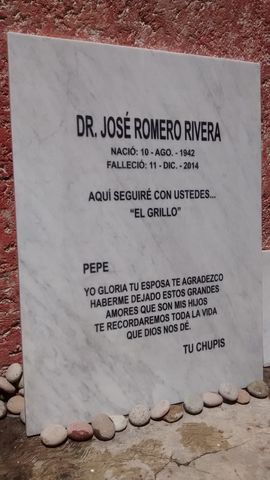 DR. JOSÉ ROMERO RIVERA
NACIÓ: 10 - AGO. - 1942
FALLECIÓ: 11 - DIC. - 2014
AQUÍ SEGUIRÉ CON USTEDES...
“EL GRILLO”
PEPE
YO GLORIA TU ESPOSA TE AGRADEZCO
HABERME DEJADO ESTOS GRANDES
AMORES QUE SON MIS HIJOS
TE RECORDAREMOS TODA LA VIDA
QUE DIOS NOS DÉ.
TU CHUPIS